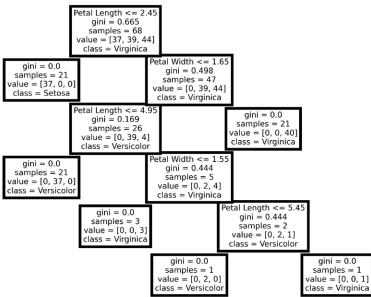 Petal Length <= 2.45
gini = 0.665
samples = 68
value = [37, 39, 44]
class = Virginica
gini = 0.0
samples = 21
value = [37, 0, 0]
class = Setosa
Petal Width <= 1.65
gini = 0.498
samples = 47
value = [0, 39, 44]
class = Virginica
Petal Length <= 4.95
gini = 0.169
samples = 26
value = [0, 39, 4]
class = Versicolor
gini = 0.0
samples = 21
value = [0, 0, 40]
class = Virginica
gini = 0.0
samples = 21
value = [0, 37, 0]
class = Versicolor
Petal Width <= 1.55
gini = 0.444
samples = 5
value = [0, 2, 4]
class = Virginica
gini = 0.0
samples = 3
value = [0, 0, 3]
class = Virginica
Petal Length <= 5.45
gini = 0.444
samples = 2
value = [0, 2, 1]
class = Versicolor
gini = 0.0
samples = 1
value = [0, 2, 0]
class = Versicolor
gini = 0.0
samples = 1
value = [0, 0, 1]
class = Virginica